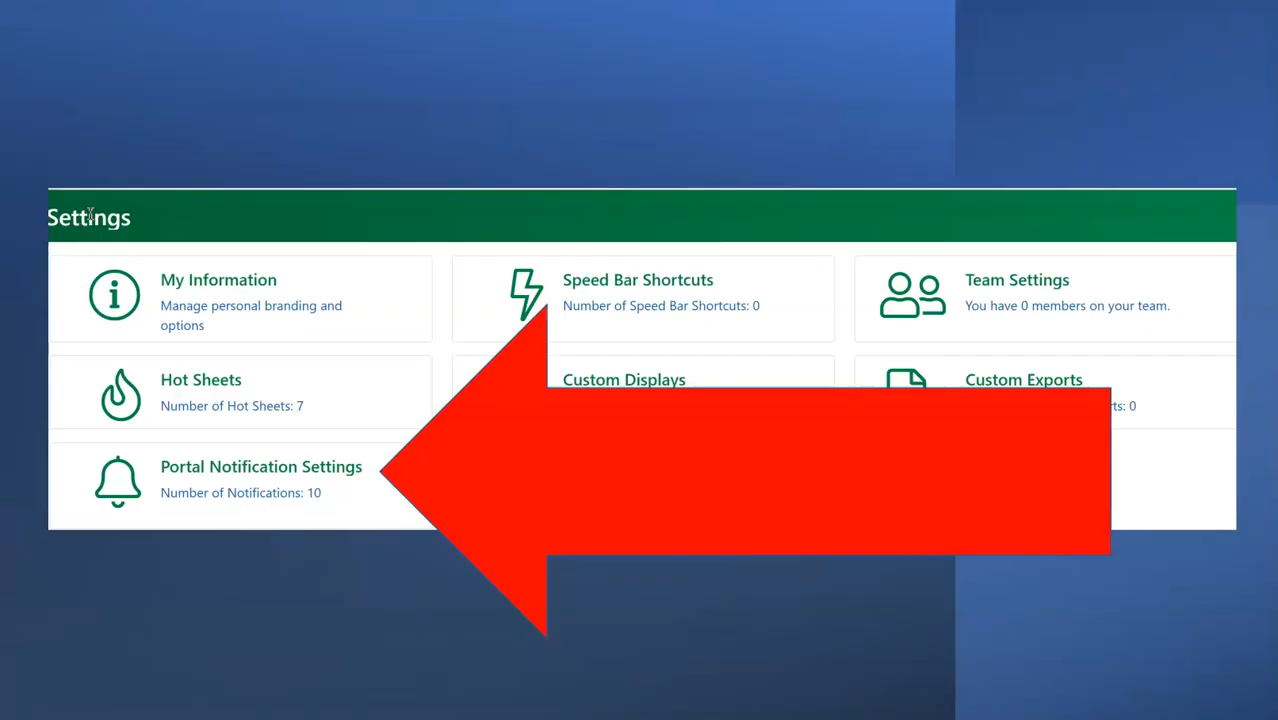 Settings
My Information
Manage personal branding and
options
Speed Bar Shortcuts
Number of Speed Bar Shortcuts: 0
Team Settings
You have 0 members on your team.
Hot Sheets
Number of Hot Sheets: 7
Custom Displays
Custom Exports
: 0
Portal Notification Settings
Number of Notifications: 10